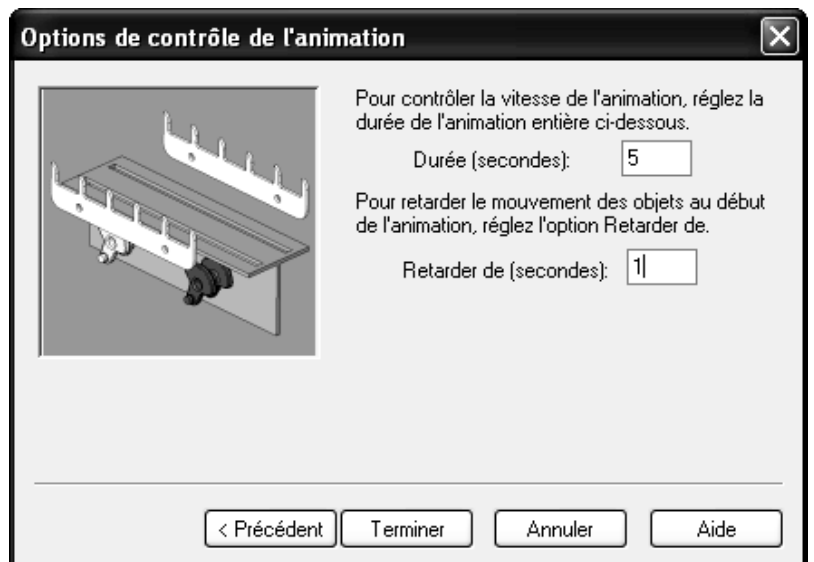 Options de contrôle de l'animation
Pour contrôler la vitesse de l'animation, réglez la
durée de l'animation entière ci-dessous.
Durée (secondes): 5
Pour retarder le mouvement des objets au début
de l'animation, réglez l'option Retarder de.
Retarder de (secondes): 1
< Précédent Terminer Annuler Aide